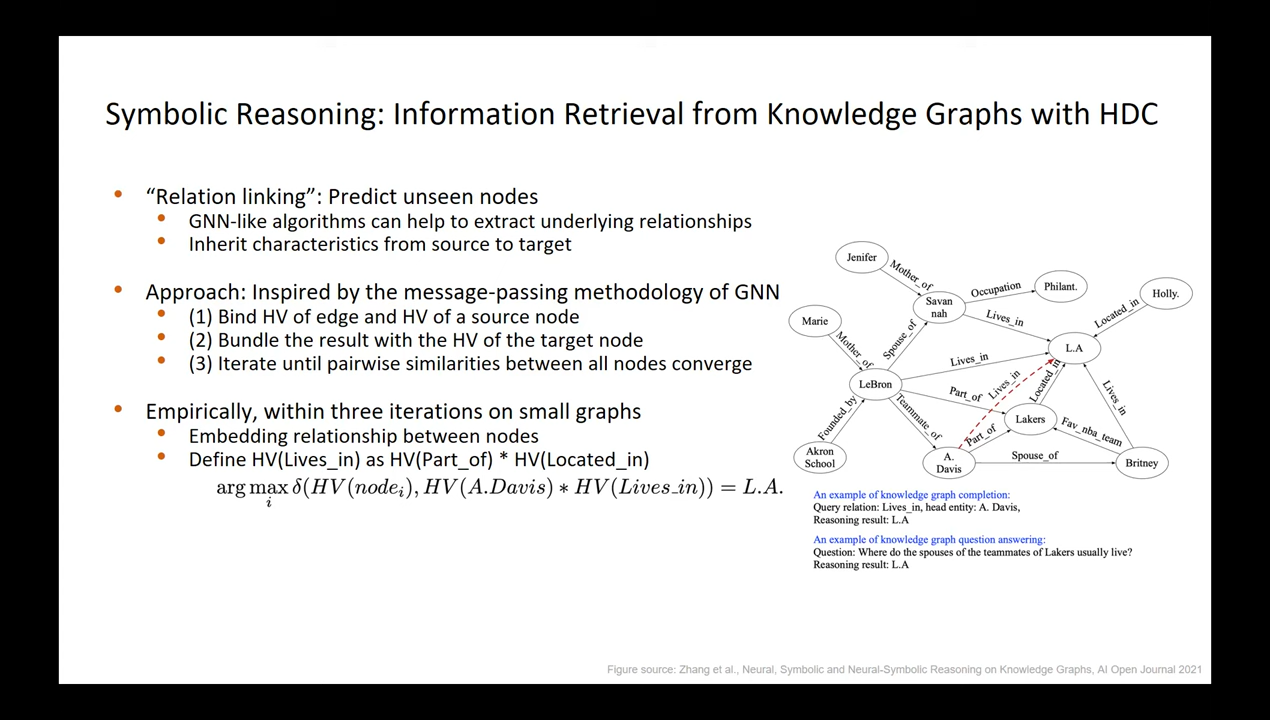 Symbolic Reasoning: Information Retrieval from Knowledge Graphs with HDC
• “Relation linking”: Predict unseen nodes
• GNN-like algorithms can help to extract underlying relationships
• Inherit characteristics from source to target
• Approach: Inspired by the message-passing methodology of GNN
• (1) Bind HV of edge and HV of a source node
• (2) Bundle the result with the HV of the target node
• (3) Iterate until pairwise similarities between all nodes converge
• Empirically, within three iterations on small graphs
• Embedding relationship between nodes
• Define HV(Lives_in) as HV(Part_of) * HV(Located_in)
arg max δ(HV(node_i), HV(A.Davis) ∗ HV(Lives_in)) = L.A.
i
Jenifer
Mother_of
Savan
nah
Occupation
Philant.
Holly.
Located_in
Marie
Mother_of
Spouse_of
Lives_in
L.A
LeBron
Lives_in
Lives_in
Part_of
Located_in
Lives_in
Founded_by
Teammate_of
Part_of
Lakers
Fav_nba_team
Akron
School
A.
Davis
Spouse_of
Britney
An example of knowledge graph completion:
Query relation: Lives_in, head entity: A. Davis,
Reasoning result: L.A
An example of knowledge graph question answering:
Question: Where do the spouses of the teammates of Lakers usually live?
Reasoning result: L.A
Figure source: Zhang et al., Neural, Symbolic and Neural-Symbolic Reasoning on Knowledge Graphs, AI Open Journal 2021